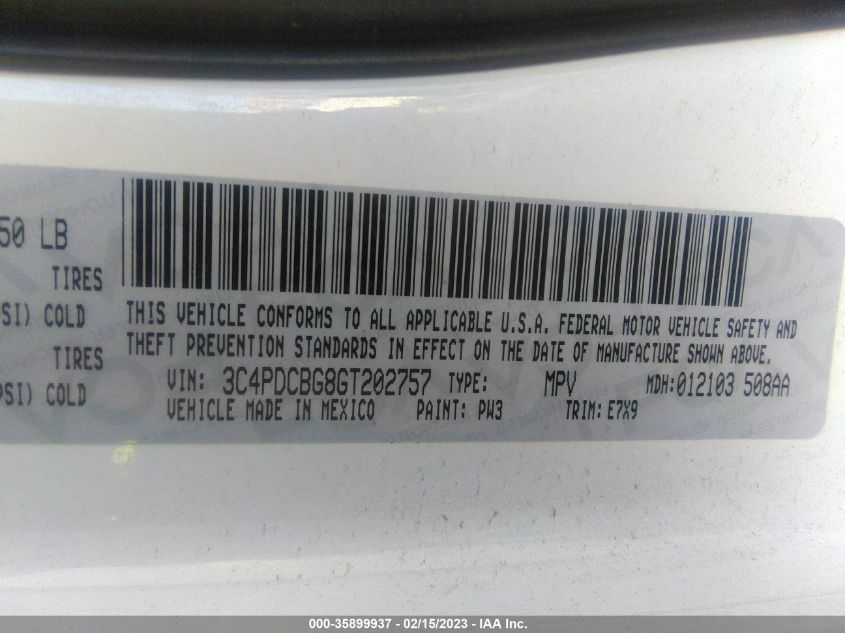 50 LB
TIRES
SI) COLD
TIRES
PSI) COLD
THIS VEHICLE CONFORMS TO ALL APPLICABLE U.S.A. FEDERAL MOTOR VEHICLE SAFETY AND
THEFT PREVENTION STANDARDS IN EFFECT ON THE DATE OF MANUFACTURE SHOWN ABOVE.
VIN: 3C4PDCBG8GT202757 TYPE: MPV MDH:012103 508AA
VEHICLE MADE IN MEXICO PAINT: PW3 TRIM: E7X9
000-35899937 - 02/15/2023 - IAA Inc.